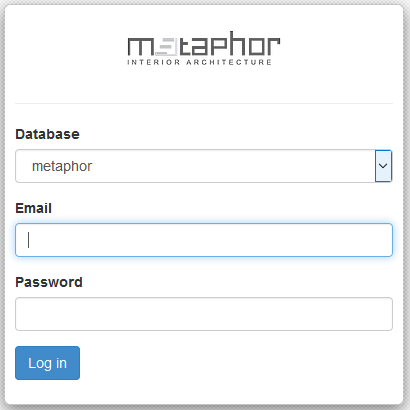 metaphor
INTERIOR ARCHITECTURE
Database
metaphor
Email
Password
Log in